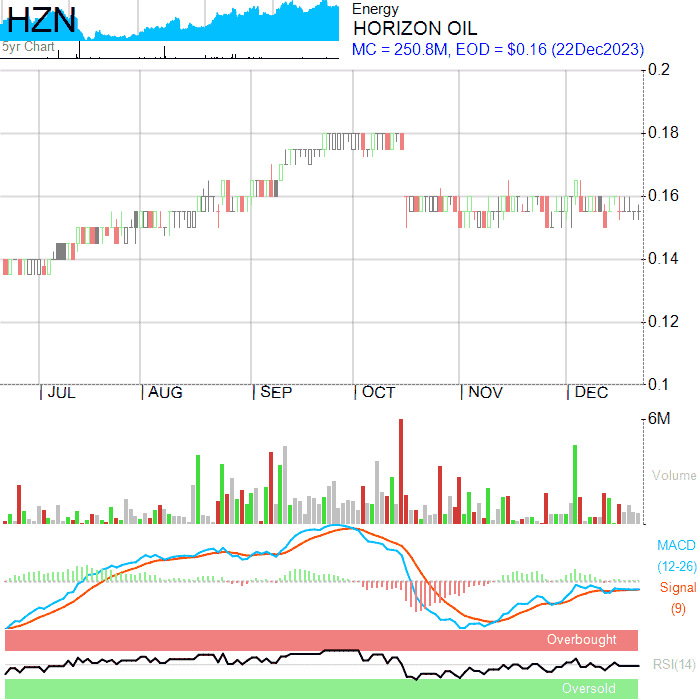 HZN
5yr Chart
Energy
HORIZON OIL
MC = 250.8M, EOD = $0.16 (22Dec2023)
0.2
0.18
0.16
0.14
0.12
0.1
JUL AUG SEP OCT NOV DEC
6M
Volume
MACD
(12-26)
Signal
(9)
Overbought
RSI(14)
Oversold